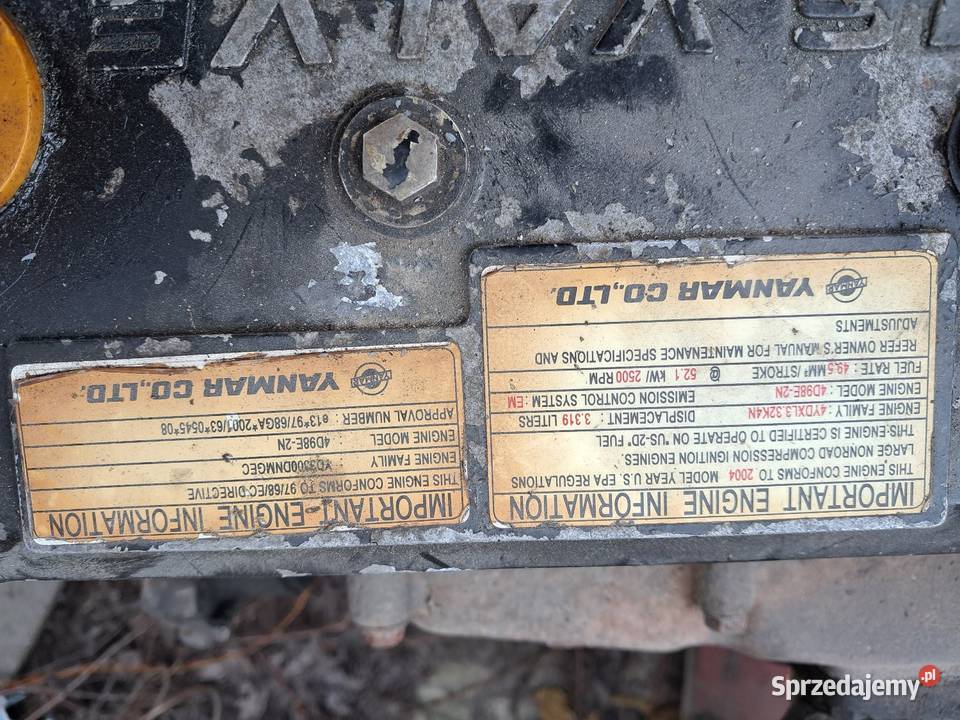 IMPORTANT ENGINE INFORMATION
THIS ENGINE CONFORMS TO 2004 MODEL YEAR U.S. EPA REGULATIONS
LARGE NONROAD COMPRESSION IGNITION ENGINES.
THIS ENGINE IS CERTIFIED TO OPERATE ON "US-2D" FUEL
ENGINE FAMILY : 4YDXL3.32K4N DISPLACEMENT : 3.319 LITERS
ENGINE MODEL : 4D98E-2N EMISSION CONTROL SYSTEM : EM
FUEL RATE : 49.5 MM³/STROKE @ 52.1 kW/ 2500 RPM
REFER OWNER'S MANUAL FOR MAINTENANCE SPECIFICATIONS AND
ADJUSTMENTS
YANMAR YANMAR CO.,LTD.
IMPORTANT ENGINE INFORMATION
THIS ENGINE CONFORMS TO 97/68/EC DIRECTIVE
ENGINE FAMILY YD3300DNMGEC
ENGINE MODEL 4D98E-2N
APPROVAL NUMBER : e13*97/68GA*2001/63*0545*08
YANMAR YANMAR CO.,LTD.
VALVE
Sprzedajemy.pl